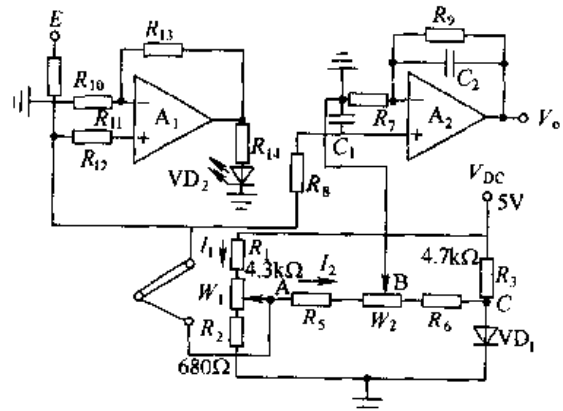 E
R₁₃
R₁₀
R₁₁
R₁₂
A₁
−
+
R₁₄
VD₂
R₉
C₂
R₇
C₁
A₂
−
+
Vₒ
R₈
V_DC
5V
I₁
R₁
4.3kΩ
I₂
4.7kΩ
R₃
W₁
A
B
C
R₅
W₂
R₆
R₂
680Ω
VD₁